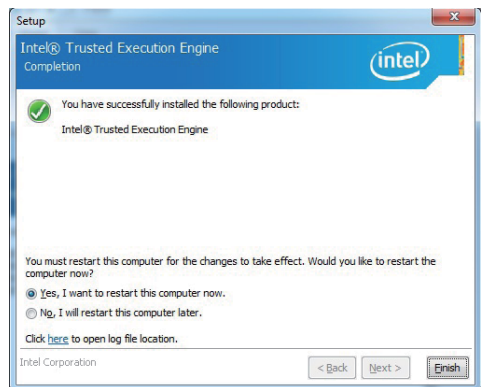 Setup
Intel® Trusted Execution Engine
Completion
intel
You have successfully installed the following product:
Intel® Trusted Execution Engine
You must restart this computer for the changes to take effect. Would you like to restart the
computer now?
Yes, I want to restart this computer now.
No, I will restart this computer later.
Click here to open log file location.
Intel Corporation
< Back
Next >
Finish